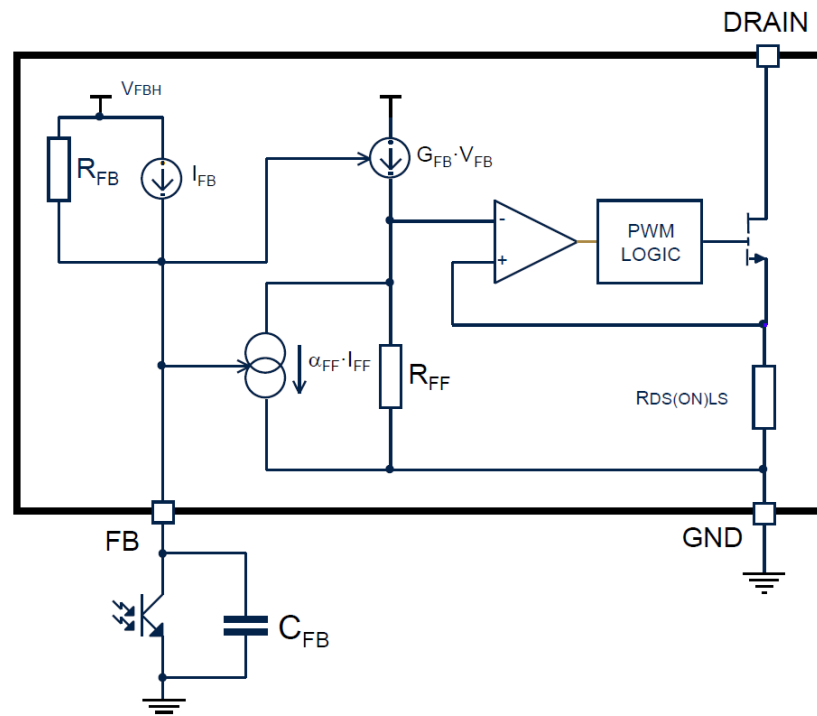 DRAIN
VFBH
RFB
IFB
GFB·VFB
-
+
PWM
LOGIC
αFF·IFF
RFF
RDS(ON)LS
FB
GND
CFB